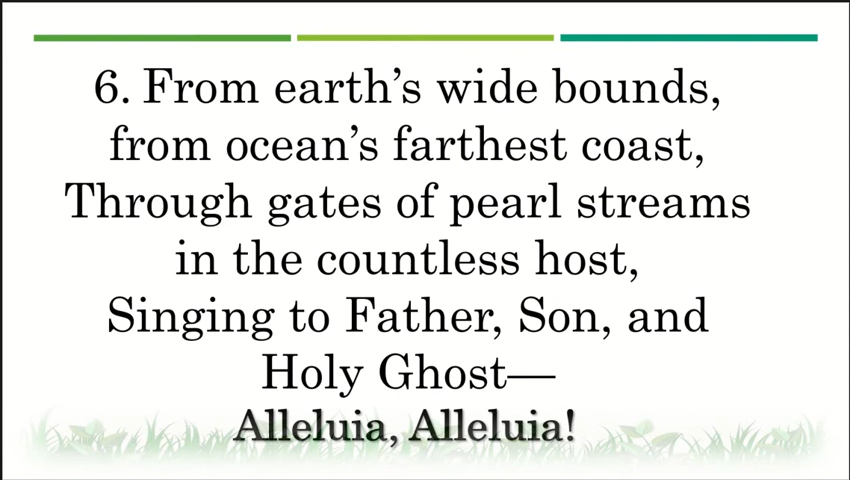 6. From earth’s wide bounds,
from ocean’s farthest coast,
Through gates of pearl streams
in the countless host,
Singing to Father, Son, and
Holy Ghost—
Alleluia, Alleluia!